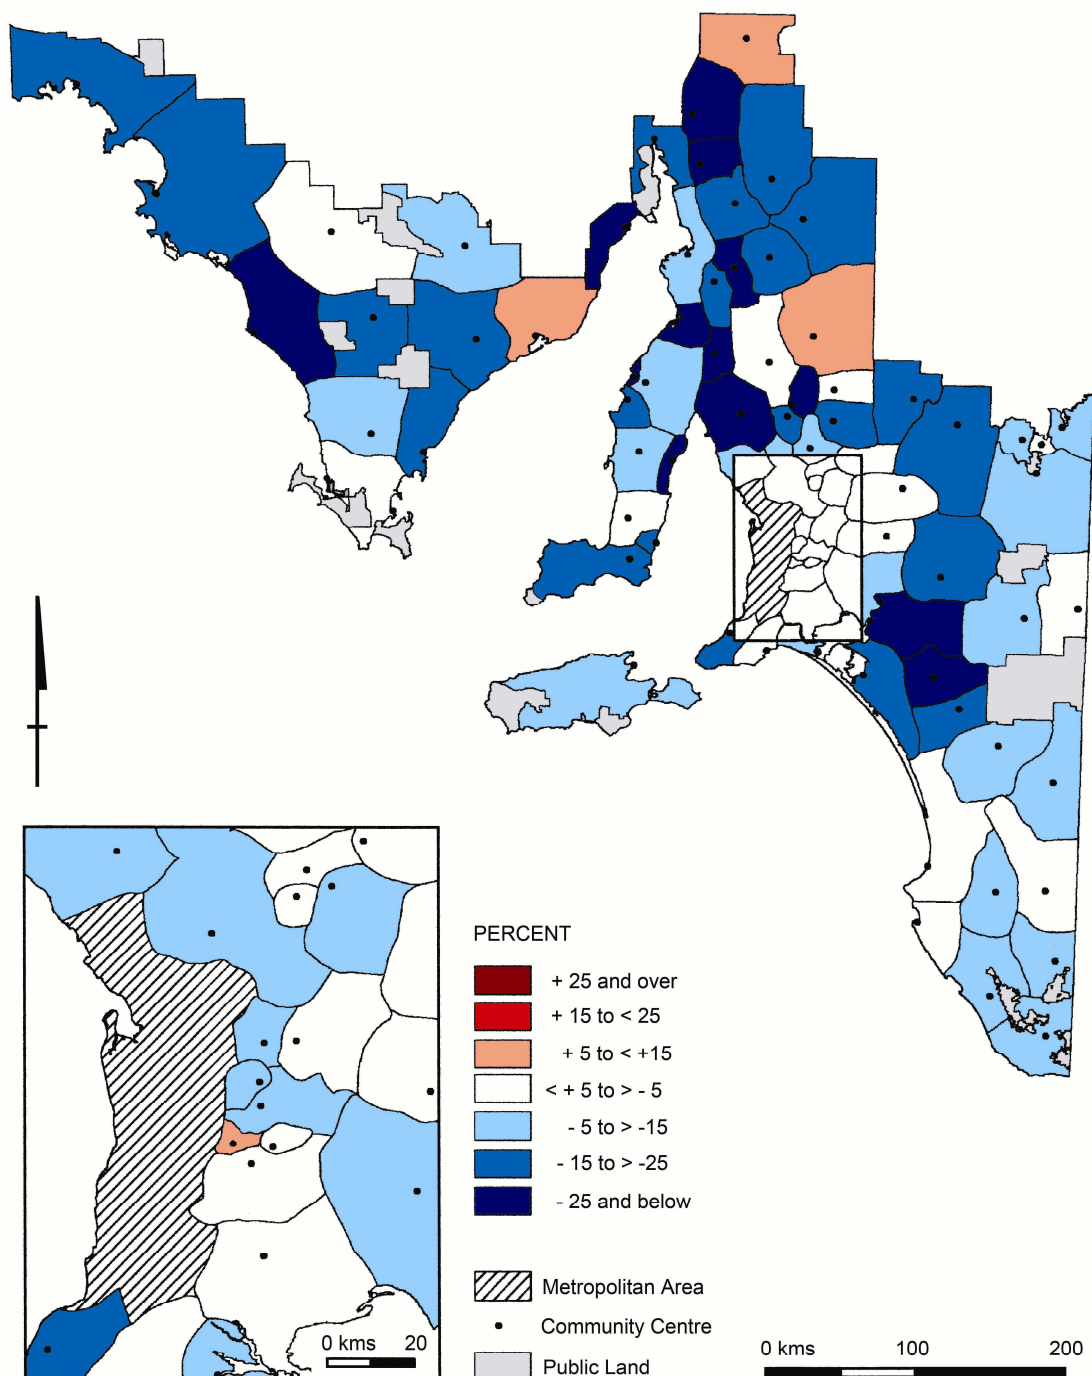 PERCENT
+ 25 and over
+ 15 to < 25
+ 5 to < +15
< + 5 to > - 5
- 5 to > -15
- 15 to > -25
- 25 and below
Metropolitan Area
Community Centre
Public Land
0 kms 20
0 kms 100 200